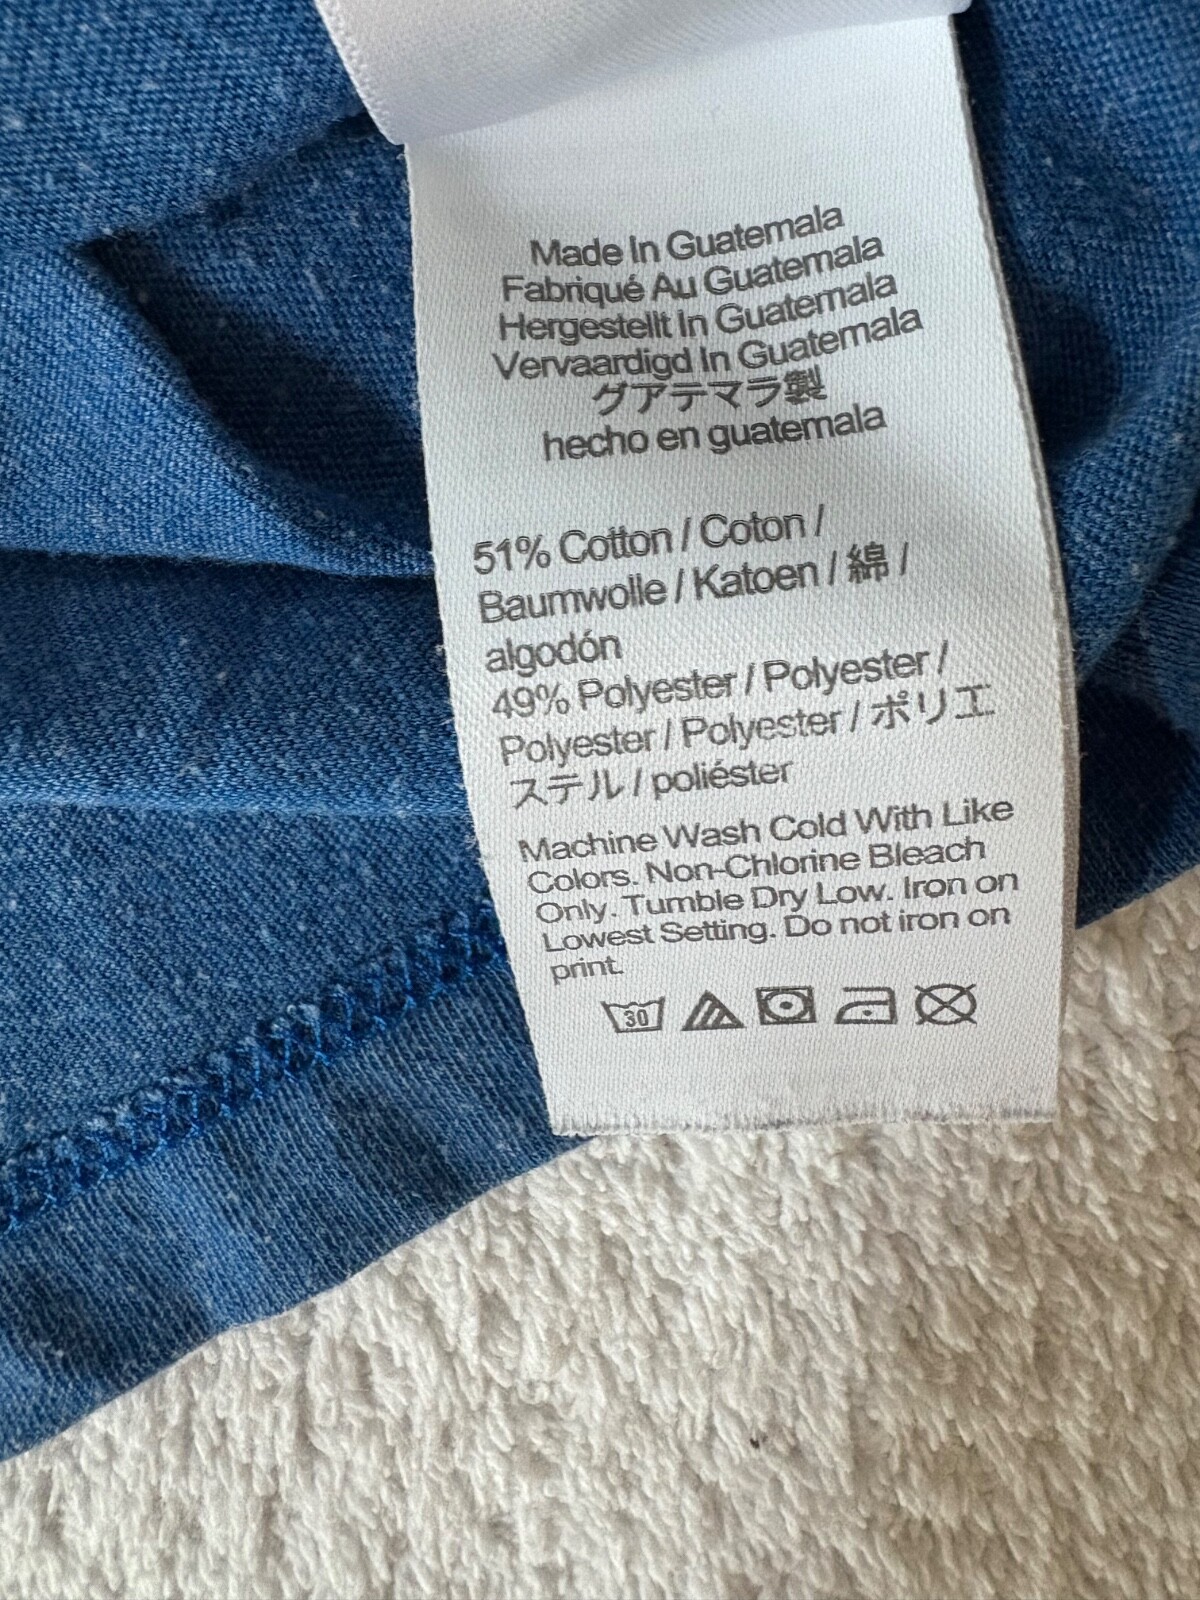 Made In Guatemala
Fabriqué Au Guatemala
Hergestellt In Guatemala
Vervaardigd In Guatemala
グアテマラ製
hecho en guatemala
51% Cotton / Coton /
Baumwolle / Katoen / 綿 /
algodón
49% Polyester / Polyester /
Polyester / Polyester / ポリエ
ステル / poliéster
Machine Wash Cold With Like
Colors. Non-Chlorine Bleach
Only. Tumble Dry Low. Iron on
Lowest Setting. Do not iron on
print.
30